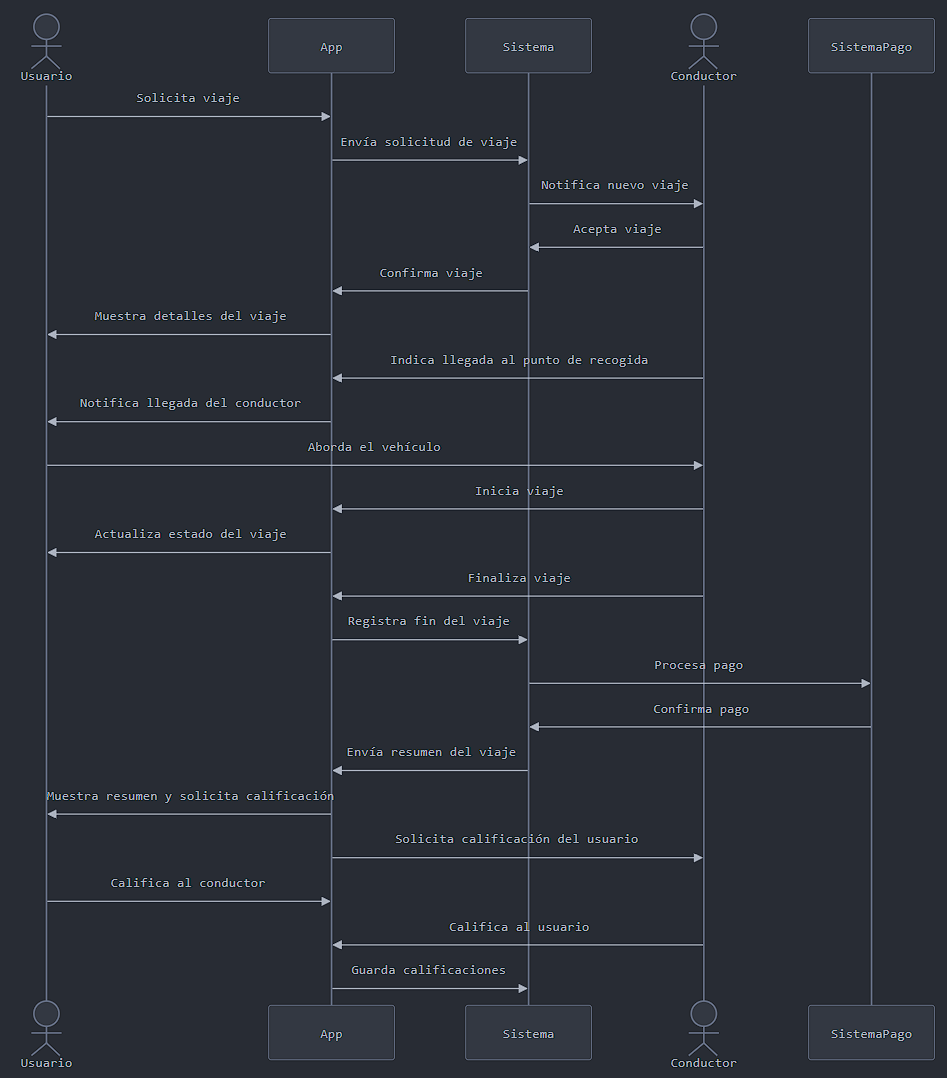 Usuario
App
Sistema
Conductor
SistemaPago
Solicita viaje
Envía solicitud de viaje
Notifica nuevo viaje
Acepta viaje
Confirma viaje
Muestra detalles del viaje
Indica llegada al punto de recogida
Notifica llegada del conductor
Aborda el vehículo
Inicia viaje
Actualiza estado del viaje
Finaliza viaje
Registra fin del viaje
Procesa pago
Confirma pago
Envía resumen del viaje
Muestra resumen y solicita calificación
Solicita calificación del usuario
Califica al conductor
Califica al usuario
Guarda calificaciones
Usuario
App
Sistema
Conductor
SistemaPago